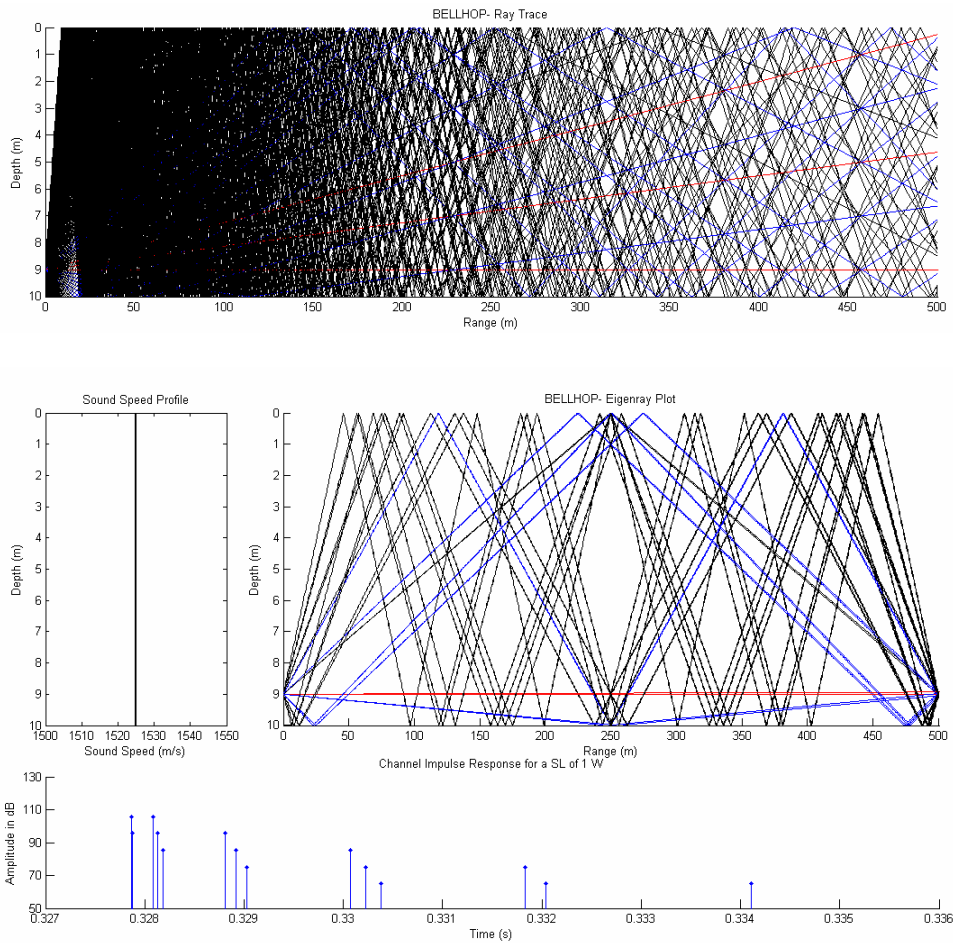 BELLHOP- Ray Trace
0
1
2
3
4
5
6
7
8
9
10
Depth (m)
0 50 100 150 200 250 300 350 400 450 500
Range (m)
Sound Speed Profile
0
1
2
3
4
5
6
7
8
9
10
Depth (m)
1500 1510 1520 1530 1540 1550
Sound Speed (m/s)
BELLHOP- Eigenray Plot
0
1
2
3
4
5
6
7
8
9
10
Depth (m)
0 50 100 150 200 250 300 350 400 450 500
Range (m)
Channel Impulse Response for a SL of 1 W
130
110
90
70
50
Amplitude in dB
0.327 0.328 0.329 0.33 0.331 0.332 0.333 0.334 0.335 0.336
Time (s)